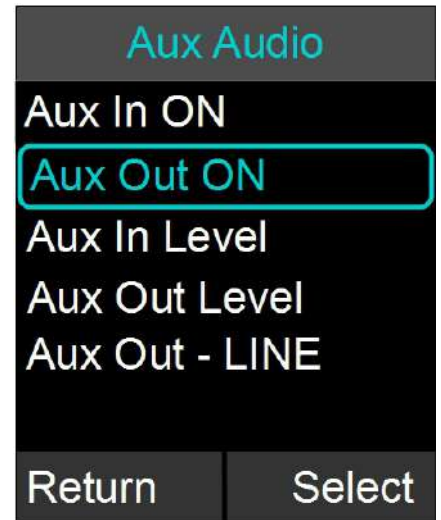 Aux Audio
Aux In ON
Aux Out ON
Aux In Level
Aux Out Level
Aux Out - LINE
Return Select